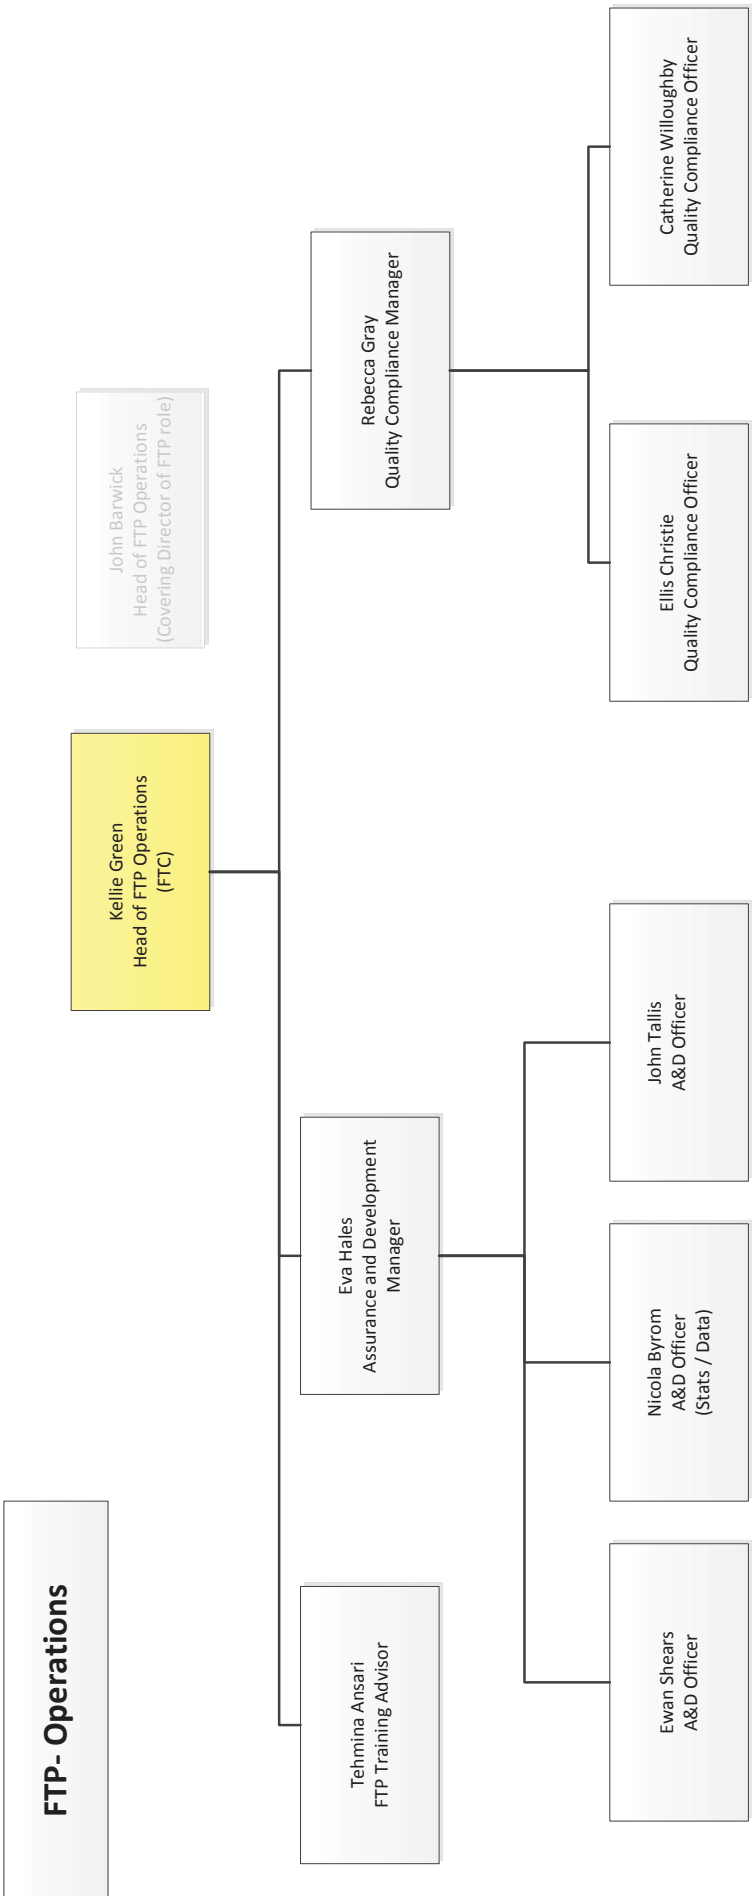 FTP- Operations
John Barwick
Head of FTP Operations
(Covering Director of FTP role)
Kellie Green
Head of FTP Operations
(FTC)
Tehmina Ansari
FTP Training Advisor
Eva Hales
Assurance and Development
Manager
Rebecca Gray
Quality Compliance Manager
Ewan Shears
A&D Officer
Nicola Byrom
A&D Officer
(Stats / Data)
John Tallis
A&D Officer
Ellis Christie
Quality Compliance Officer
Catherine Willoughby
Quality Compliance Officer